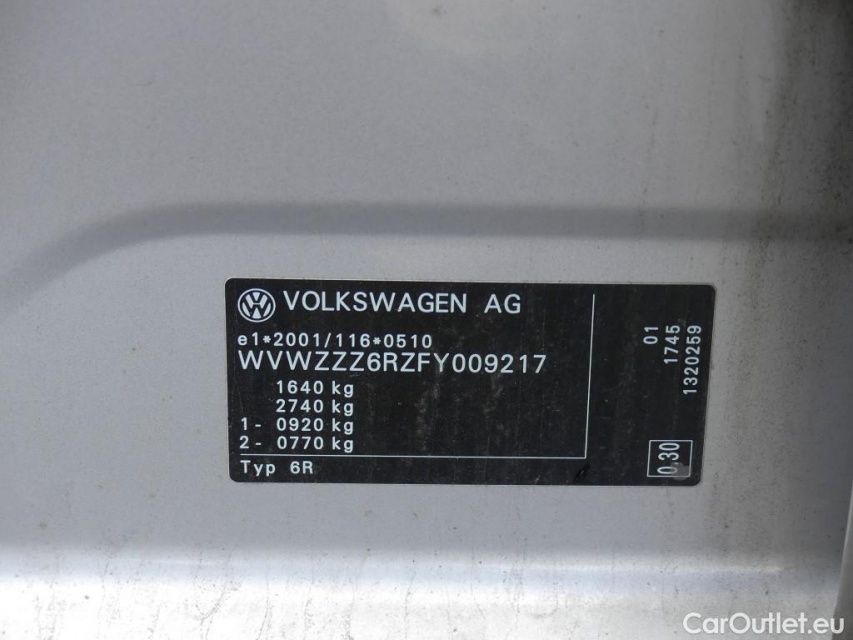 VOLKSWAGEN AG
e1*2001/116*0510
WVWZZZ6RZFY009217
1640 kg
2740 kg
1- 0920 kg
2- 0770 kg
Typ 6R
01
1745
1320259
0.30
CarOutlet.eu